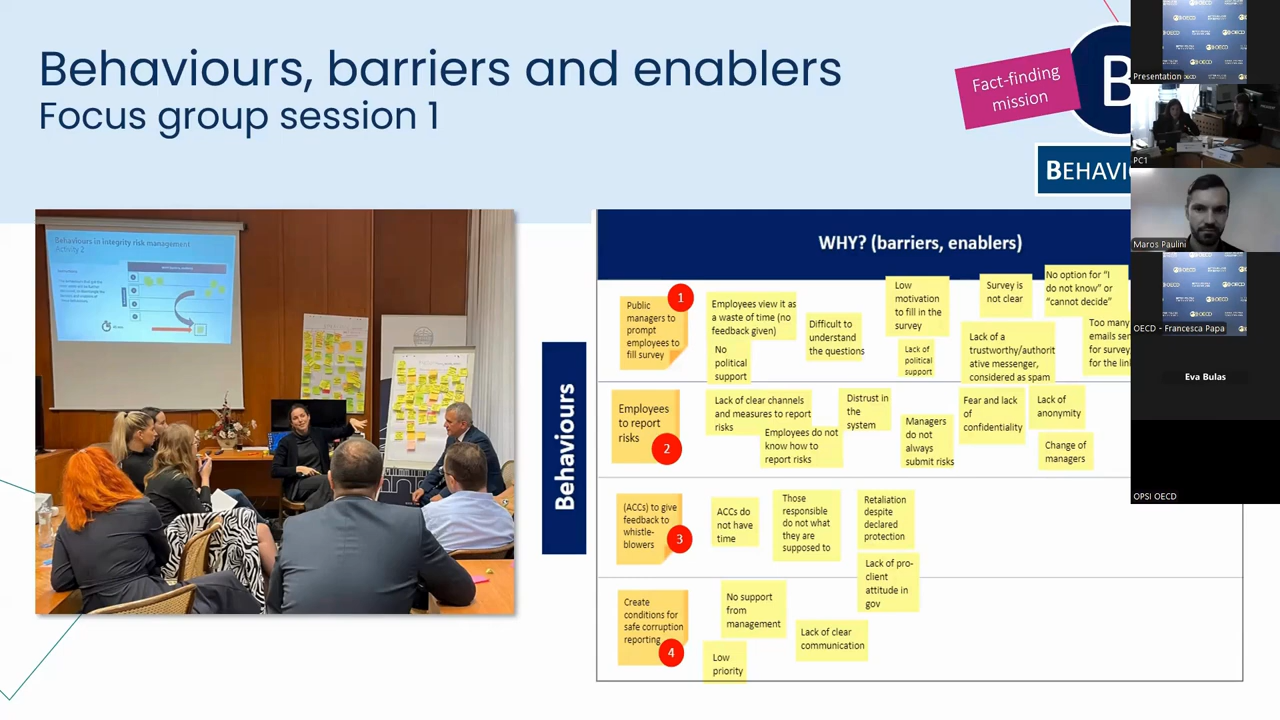 Behaviours, barriers and enablers
Focus group session 1
Fact-finding
mission
B
BEHAVI
Behaviours in integrity risk management
Activity 2
Behaviours
WHY? (barriers, enablers)
Public
managers to
prompt
employees to
fill survey
1
Employees view it as
a waste of time (no
feedback given)
No
political
support
Difficult to
understand
the questions
Low
motivation
to fill in the
survey
Lack of
political
support
Survey is
not clear
Lack of a
trustworthy/authorit
ative messenger,
considered as spam
No option for "I
do not know" or
"cannot decide"
Too many
emails sen
for survey,
for the lin
Employees
to report
risks
2
Lack of clear channels
and measures to report
risks
Employees do not
know how to
report risks
Distrust in
the
system
Managers
do not
always
submit risks
Fear and lack
of
confidentiality
Lack of
anonymity
Change of
managers
(ACCs) to give
feedback to
whistle-
blowers
3
ACCs do
not have
time
Those
responsible
do not what
they are
supposed to
Retaliation
despite
declared
protection
Lack of pro-
client
attitude in
gov
Create
conditions for
safe corruption
reporting
4
No support
from
management
Low
priority
Lack of clear
communication
Presentation
PC1
Maros Paulini
OECD - Francesca Papa
Eva Bulas
OPSI OECD